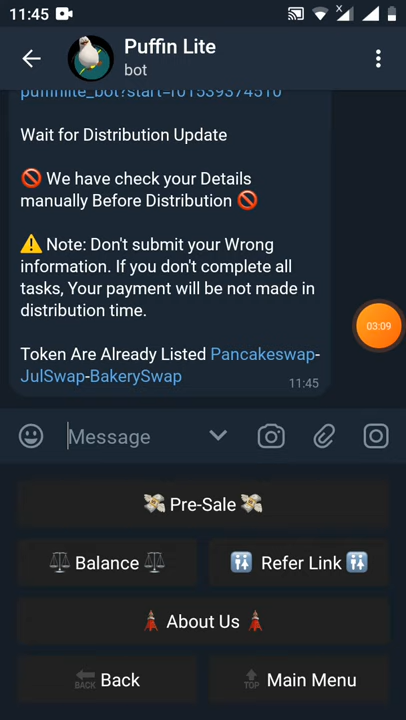 11:45
Puffin Lite
bot
puffinlite_bot?start=r01539374510
Wait for Distribution Update
🚫 We have check your Details
manually Before Distribution 🚫
⚠️ Note: Don't submit your Wrong
information. If you don't complete all
tasks, Your payment will be not made in
distribution time.
Token Are Already Listed Pancakeswap-
JulSwap-BakerySwap
11:45
03:09
Message
💸 Pre-Sale 💸
⚖️ Balance ⚖️
🚻 Refer Link 🚻
🗼 About Us 🗼
🔙 Back
🔝 Main Menu